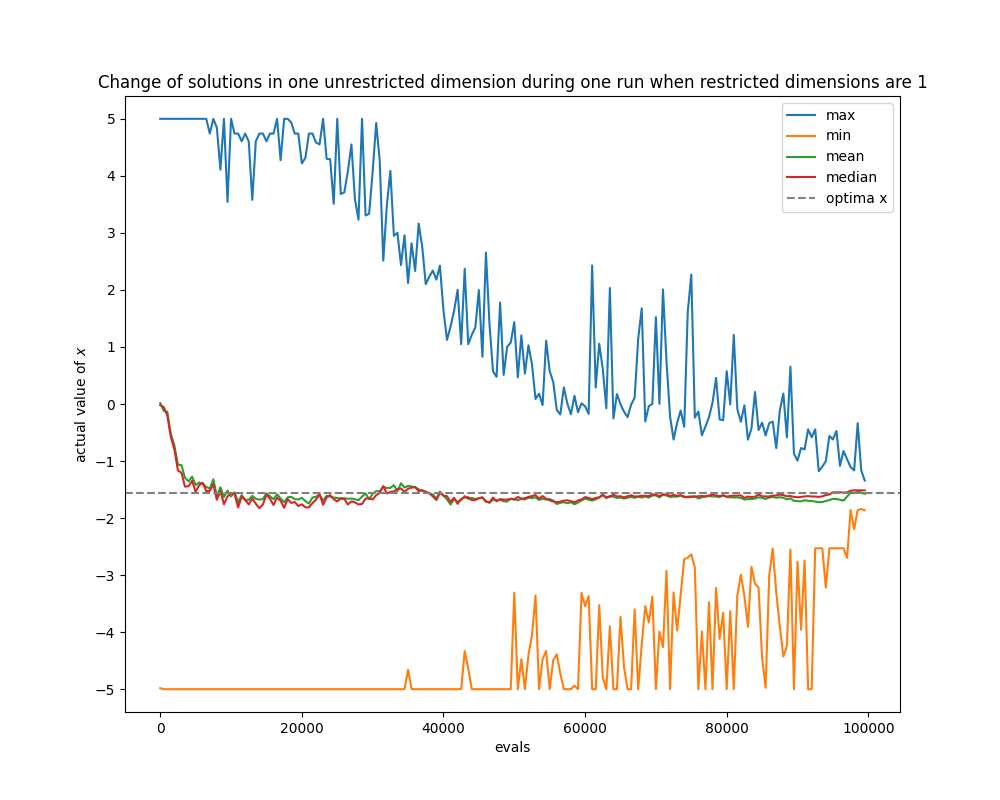 Change of solutions in one unrestricted dimension during one run when restricted dimensions are 1
max
min
mean
median
optima x
actual value of x
5
4
3
2
1
0
−1
−2
−3
−4
−5
0
20000
40000
60000
80000
100000
evals